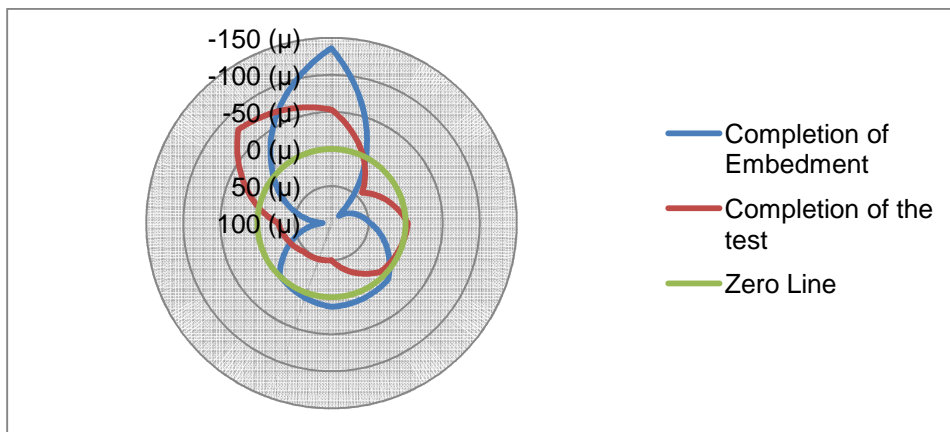 -150 (μ)
-100 (μ)
-50 (μ)
0 (μ)
50 (μ)
100 (μ)
Completion of
Embedment
Completion of the
test
Zero Line